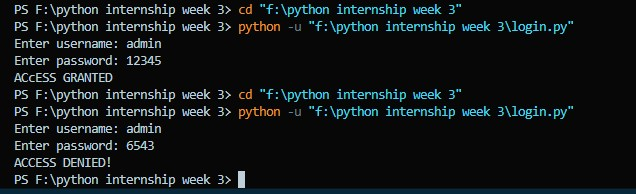 PS F:\python internship week 3> cd "f:\python internship week 3"
PS F:\python internship week 3> python -u "f:\python internship week 3\login.py"
Enter username: admin
Enter password: 12345
ACcESS GRANTED
PS F:\python internship week 3> cd "f:\python internship week 3"
PS F:\python internship week 3> python -u "f:\python internship week 3\login.py"
Enter username: admin
Enter password: 6543
ACCESS DENIED!
PS F:\python internship week 3>